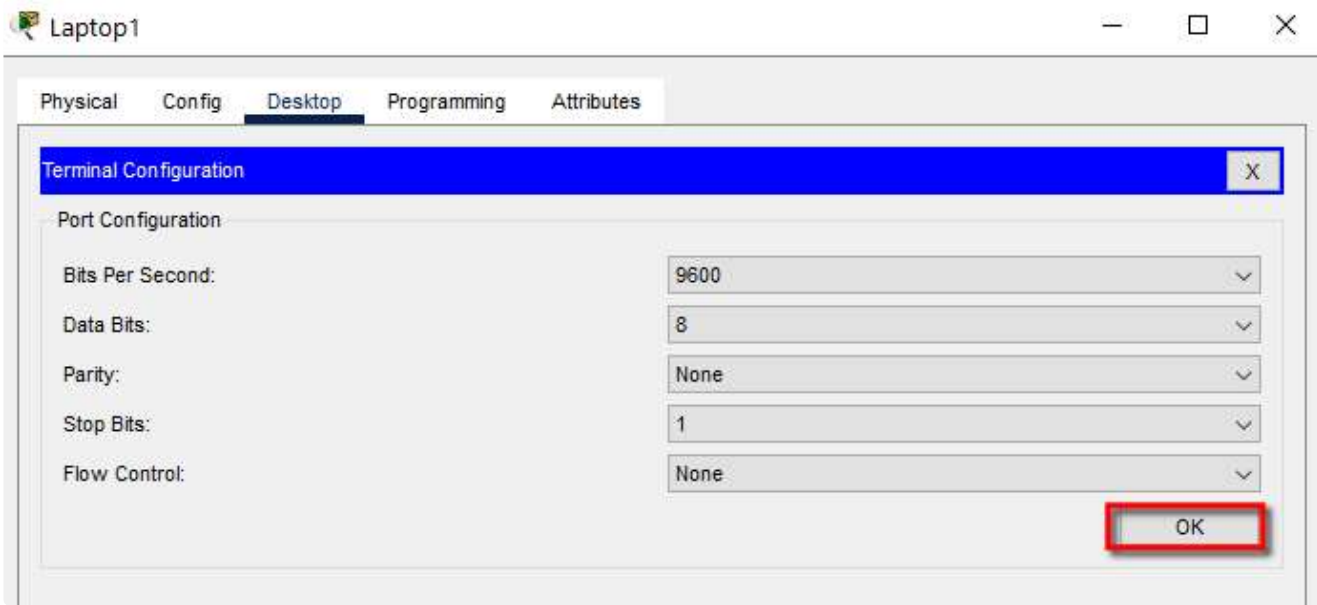 Laptop1
Physical Config Desktop Programming Attributes
Terminal Configuration X
Port Configuration
Bits Per Second: 9600
Data Bits: 8
Parity: None
Stop Bits: 1
Flow Control: None
OK